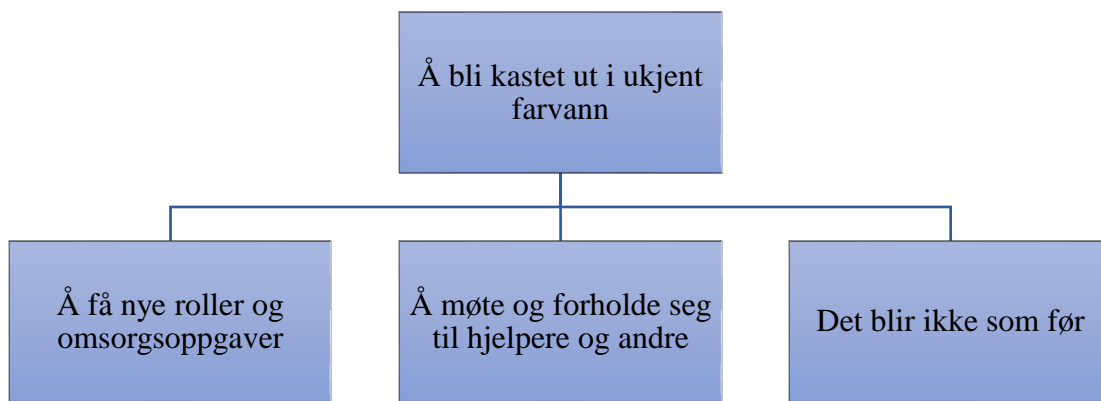 Å bli kastet ut i ukjent
farvann
Å få nye roller og
omsorgsoppgaver
Å møte og forholde seg
til hjelpere og andre
Det blir ikke som før